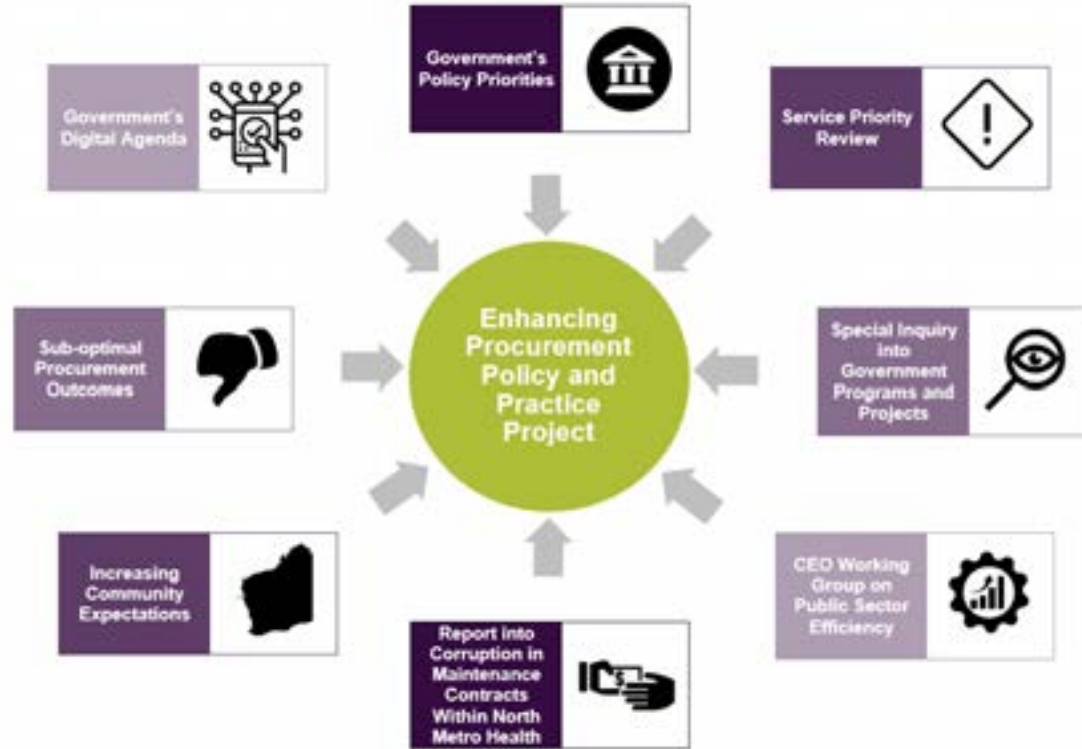 Government's
Policy Priorities
Government's
Digital Agenda
Service Priority
Review
Enhancing
Procurement
Policy and
Practice
Project
Sub-optimal
Procurement
Outcomes
Special Inquiry
into
Government
Programs and
Projects
Increasing
Community
Expectations
CEO Working
Group on
Public Sector
Efficiency
Report into
Corruption in
Maintenance
Contracts
Within North
Metro Health
$